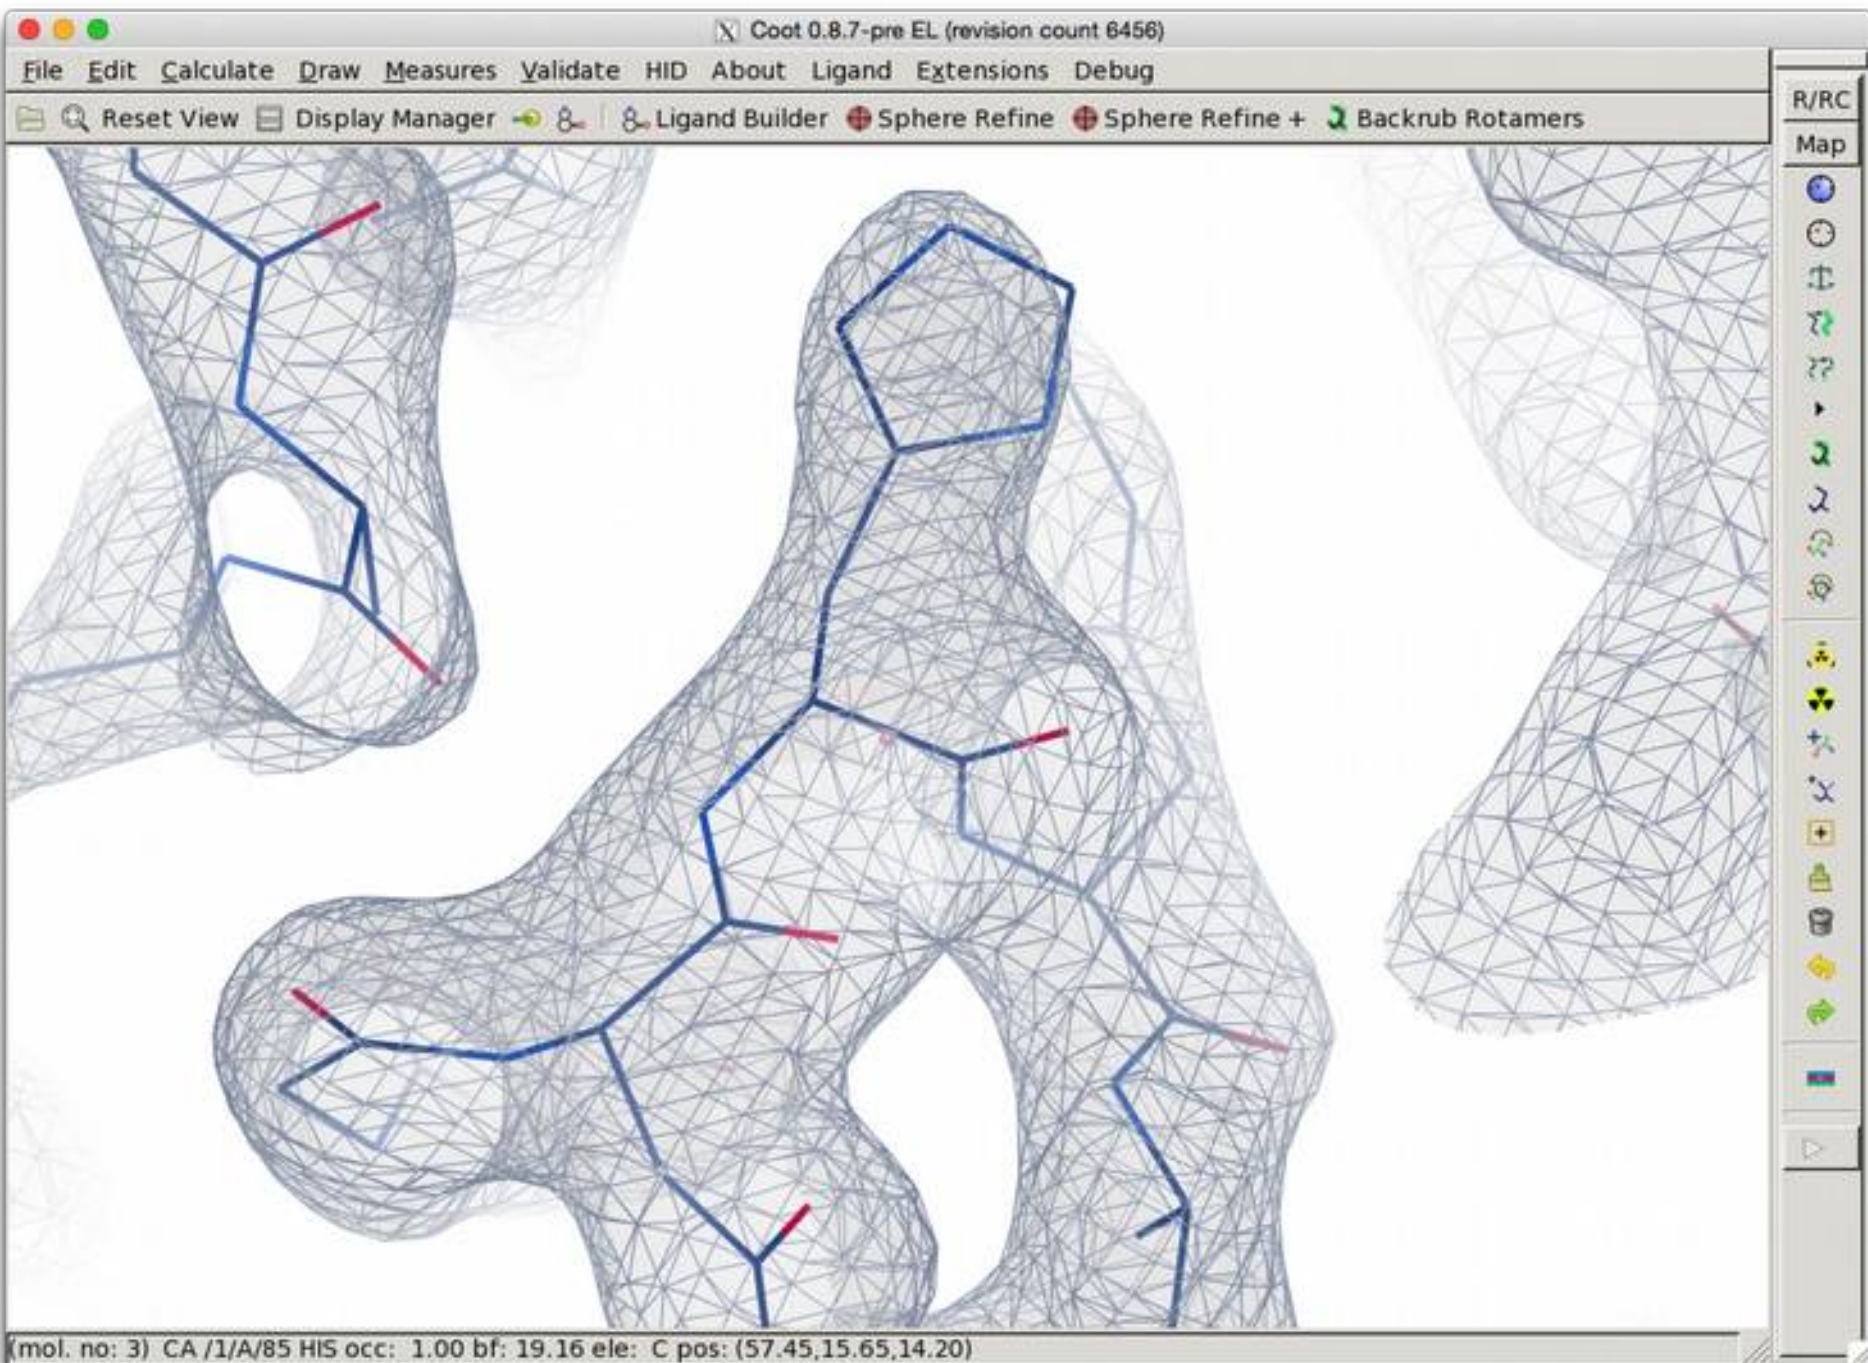 Coot 0.8.7-pre EL (revision count 6456)
File Edit Calculate Draw Measures Validate HID About Ligand Extensions Debug
R/RC
Reset View Display Manager Ligand Builder Sphere Refine Sphere Refine + Backrub Rotamers
Map
(mol. no: 3) CA /1/A/85 HIS occ: 1.00 bf: 19.16 ele: C pos: (57.45,15.65,14.20)